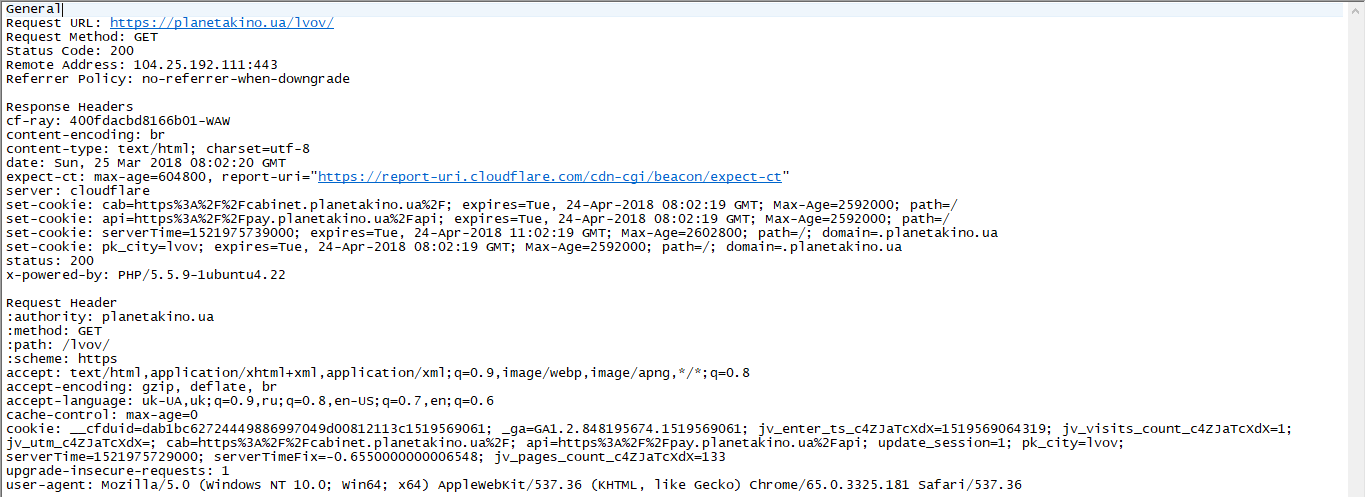 General
Request URL: https://planetakino.ua/lvov/
Request Method: GET
Status Code: 200
Remote Address: 104.25.192.111:443
Referrer Policy: no-referrer-when-downgrade
Response Headers
cf-ray: 400fdacbd8166b01-WAW
content-encoding: br
content-type: text/html; charset=utf-8
date: Sun, 25 Mar 2018 08:02:20 GMT
expect-ct: max-age=604800, report-uri="https://report-uri.cloudflare.com/cdn-cgi/beacon/expect-ct"
server: cloudflare
set-cookie: cab=https%3A%2F%2Fcabinet.planetakino.ua%2F; expires=Tue, 24-Apr-2018 08:02:19 GMT; Max-Age=2592000; path=/
set-cookie: api=https%3A%2F%2Fpay.planetakino.ua%2Fapi; expires=Tue, 24-Apr-2018 08:02:19 GMT; Max-Age=2592000; path=/
set-cookie: serverTime=1521975739000; expires=Tue, 24-Apr-2018 11:02:19 GMT; Max-Age=2602800; path=/; domain=.planetakino.ua
set-cookie: pk_city=lvov; expires=Tue, 24-Apr-2018 08:02:19 GMT; Max-Age=2592000; path=/; domain=.planetakino.ua
status: 200
x-powered-by: PHP/5.5.9-1ubuntu4.22
Request Header
:authority: planetakino.ua
:method: GET
:path: /lvov/
:scheme: https
accept: text/html,application/xhtml+xml,application/xml;q=0.9,image/webp,image/apng,*/*;q=0.8
accept-encoding: gzip, deflate, br
accept-language: uk-UA,uk;q=0.9,ru;q=0.8,en-US;q=0.7,en;q=0.6
cache-control: max-age=0
cookie: __cfduid=dab1bc62724449886997049d00812113c1519569061; _ga=GA1.2.848195674.1519569061; jv_enter_ts_c4ZJaTcXdX=1519569064319; jv_visits_count_c4ZJaTcXdX=1;
jv_utm_c4ZJaTcXdX=; cab=https%3A%2F%2Fcabinet.planetakino.ua%2F; api=https%3A%2F%2Fpay.planetakino.ua%2Fapi; update_session=1; pk_city=lvov;
serverTime=1521975729000; serverTimeFix=-0.6550000000006548; jv_pages_count_c4ZJaTcXdX=133
upgrade-insecure-requests: 1
user-agent: Mozilla/5.0 (Windows NT 10.0; Win64; x64) AppleWebKit/537.36 (KHTML, like Gecko) Chrome/65.0.3325.181 Safari/537.36